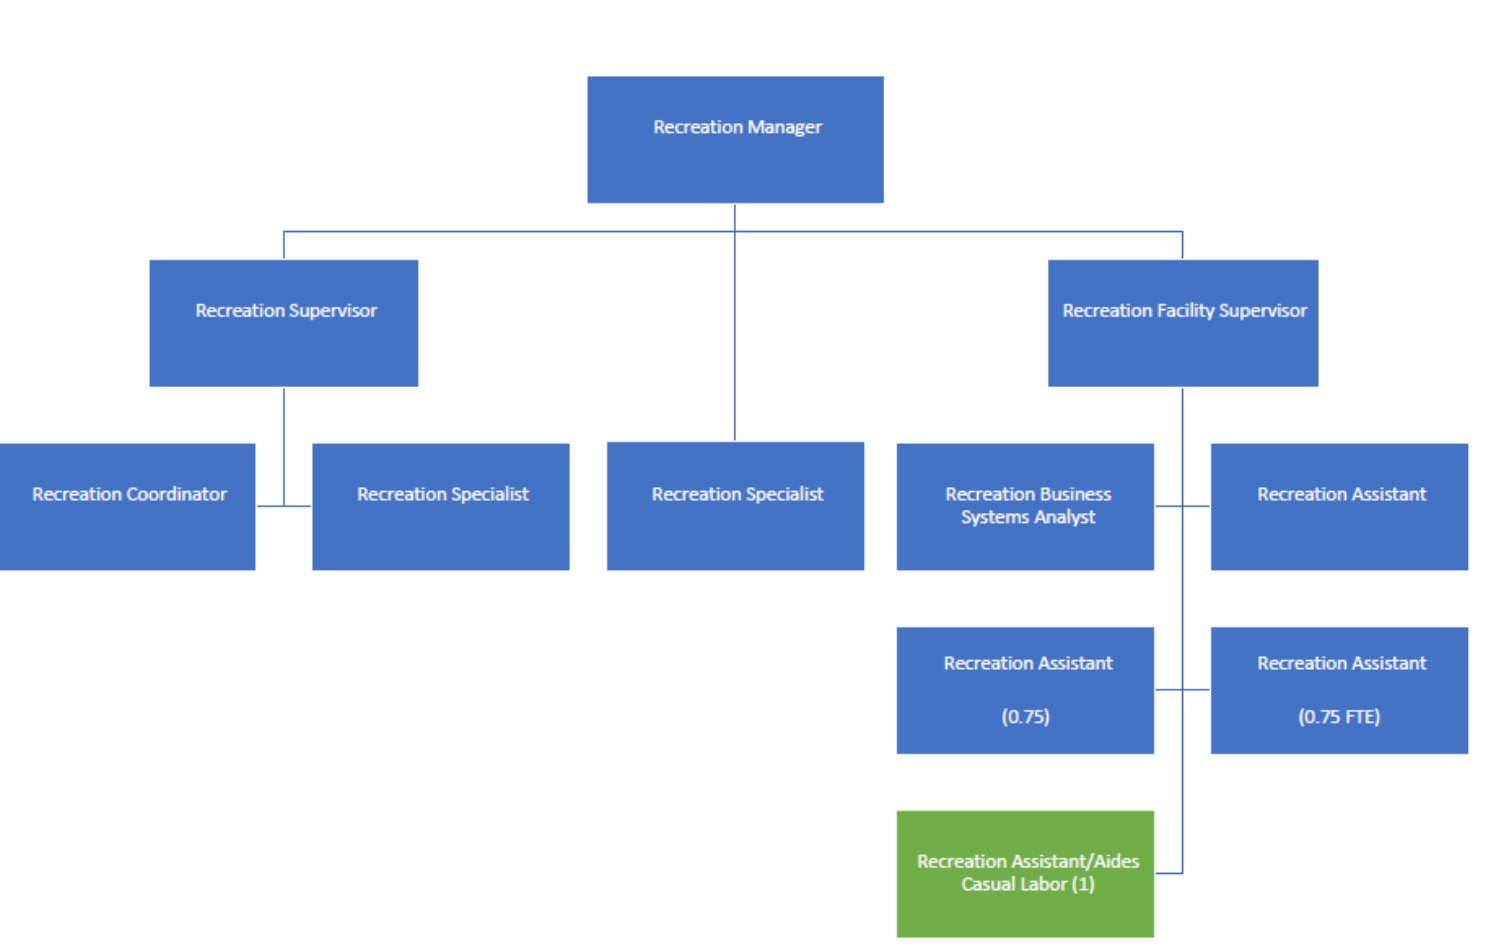 Recreation Manager
Recreation Supervisor
Recreation Facility Supervisor
Recreation Coordinator
Recreation Specialist
Recreation Specialist
Recreation Business
Systems Analyst
Recreation Assistant
Recreation Assistant
(0.75)
Recreation Assistant
(0.75 FTE)
Recreation Assistant/Aides
Casual Labor (1)